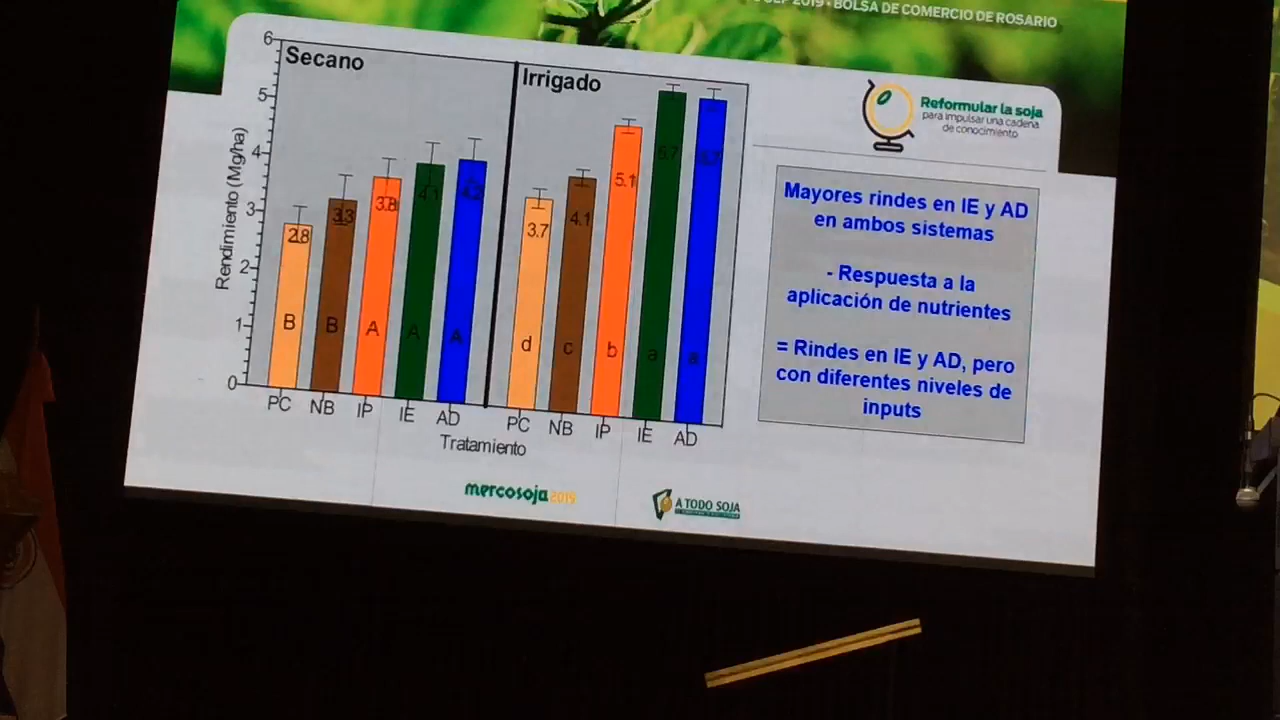 2019 - BOLSA DE COMERCIO DE ROSARIO
Reformular la soja
para impulsar una cadena
de conocimiento
Secano
Irrigado
Rendimiento (Mg/ha)
6
5
4
3
2
1
0
2.8
3.3
3.8
4.1
3.7
4.1
5.1
5.7
B
B
A
A
A
d
c
b
a
a
PC
NB
IP
IE
AD
PC
NB
IP
IE
AD
Tratamiento
Mayores rindes en IE y AD
en ambos sistemas
- Respuesta a la
aplicación de nutrientes
= Rindes en IE y AD, pero
con diferentes niveles de
inputs
mercosoja2019
A TODO SOJA